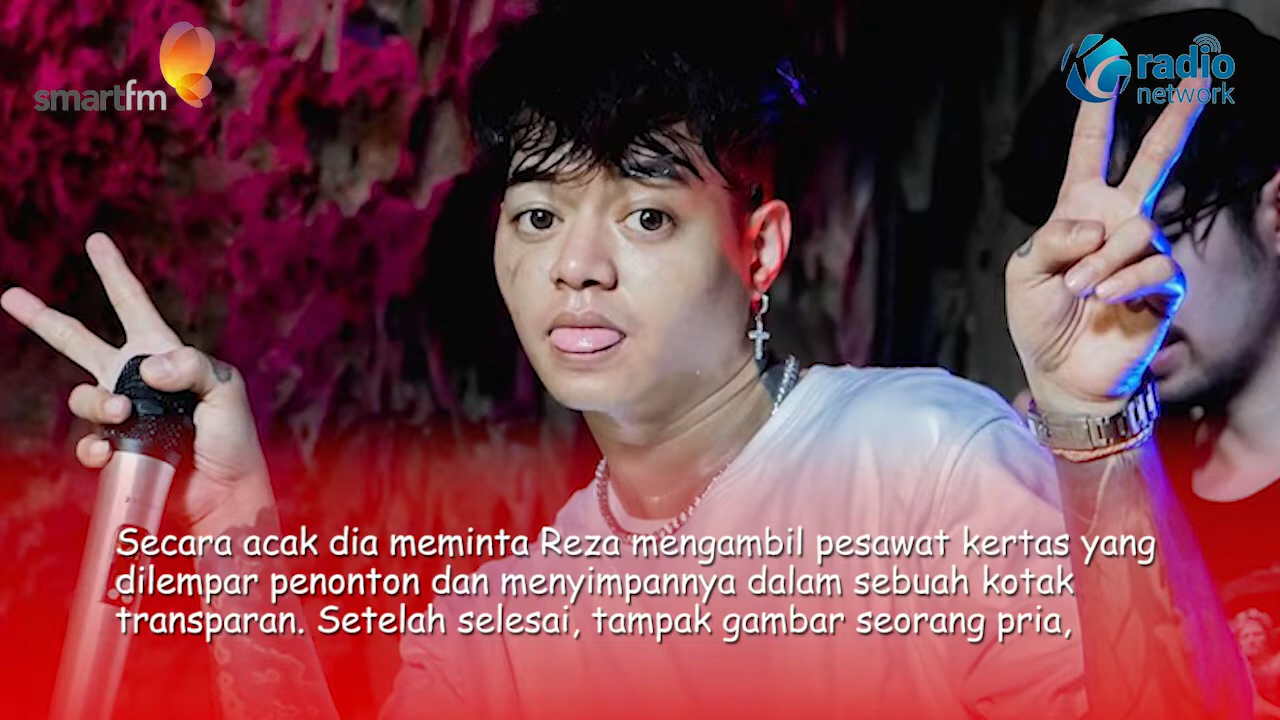 smartfm
radio
network
Secara acak dia meminta Reza mengambil pesawat kertas yang
dilempar penonton dan menyimpannya dalam sebuah kotak
transparan. Setelah selesai, tampak gambar seorang pria,